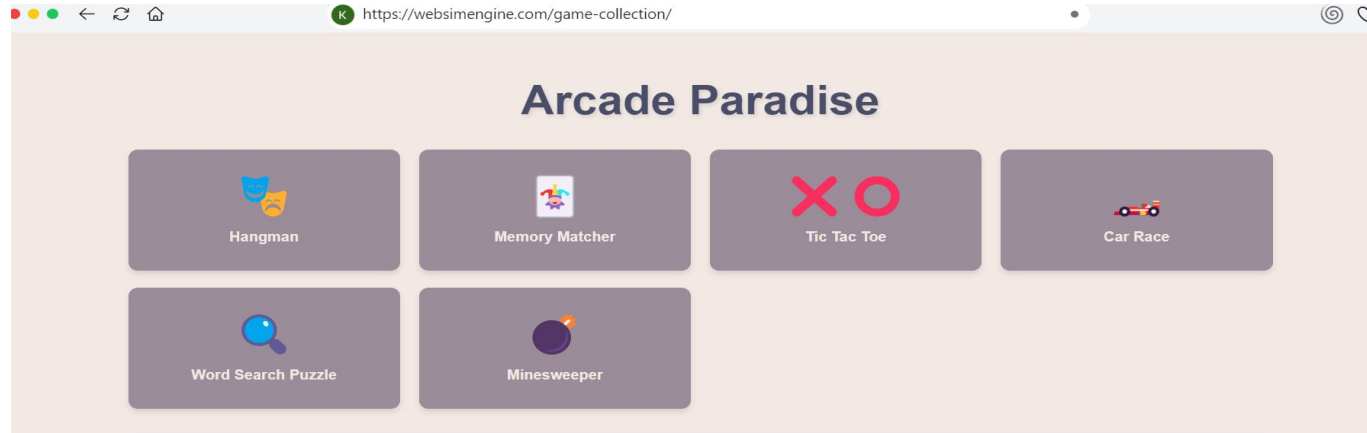 K https://websimengine.com/game-collection/
Arcade Paradise
Hangman
Memory Matcher
Tic Tac Toe
Car Race
Word Search Puzzle
Minesweeper